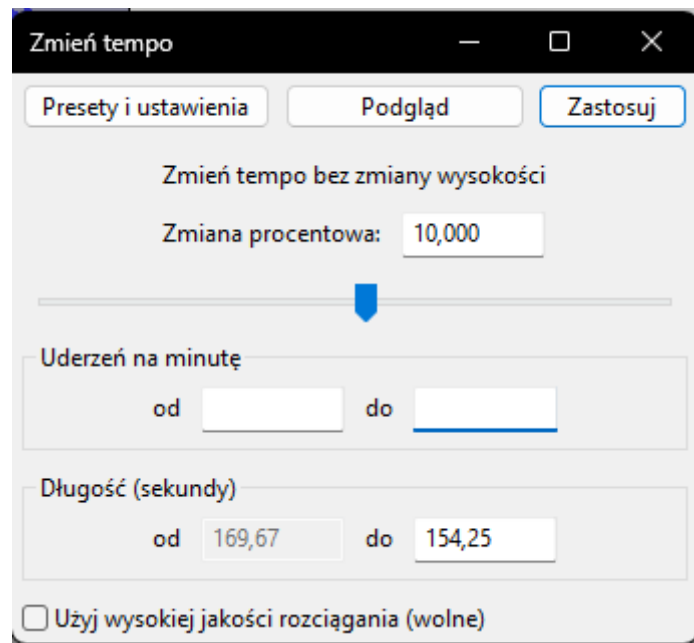 Zmień tempo
Presety i ustawienia Podgląd Zastosuj
Zmień tempo bez zmiany wysokości
Zmiana procentowa: 10,000
Uderzeń na minutę
od do
Długość (sekundy)
od 169,67 do 154,25
Użyj wysokiej jakości rozciągania (wolne)